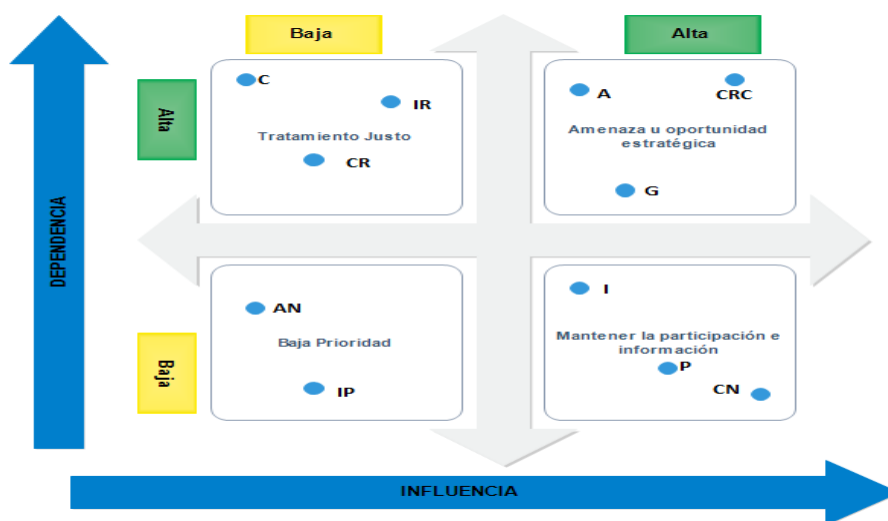 Baja
Alta
Alta
C
IR
Tratamiento Justo
CR
A
CRC
Amenaza u oportunidad
estratégica
G
DEPENDENCIA
Baja
AN
Baja Prioridad
IP
I
Mantener la participación e
información
P
CN
INFLUENCIA